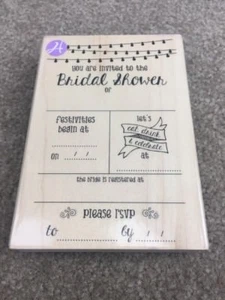 you are invited to the
Bridal Shower
of
festivities
begin at
on / /
let's
eat, drink
& celebrate
at
the bride is registered at
please rsvp
to by / /